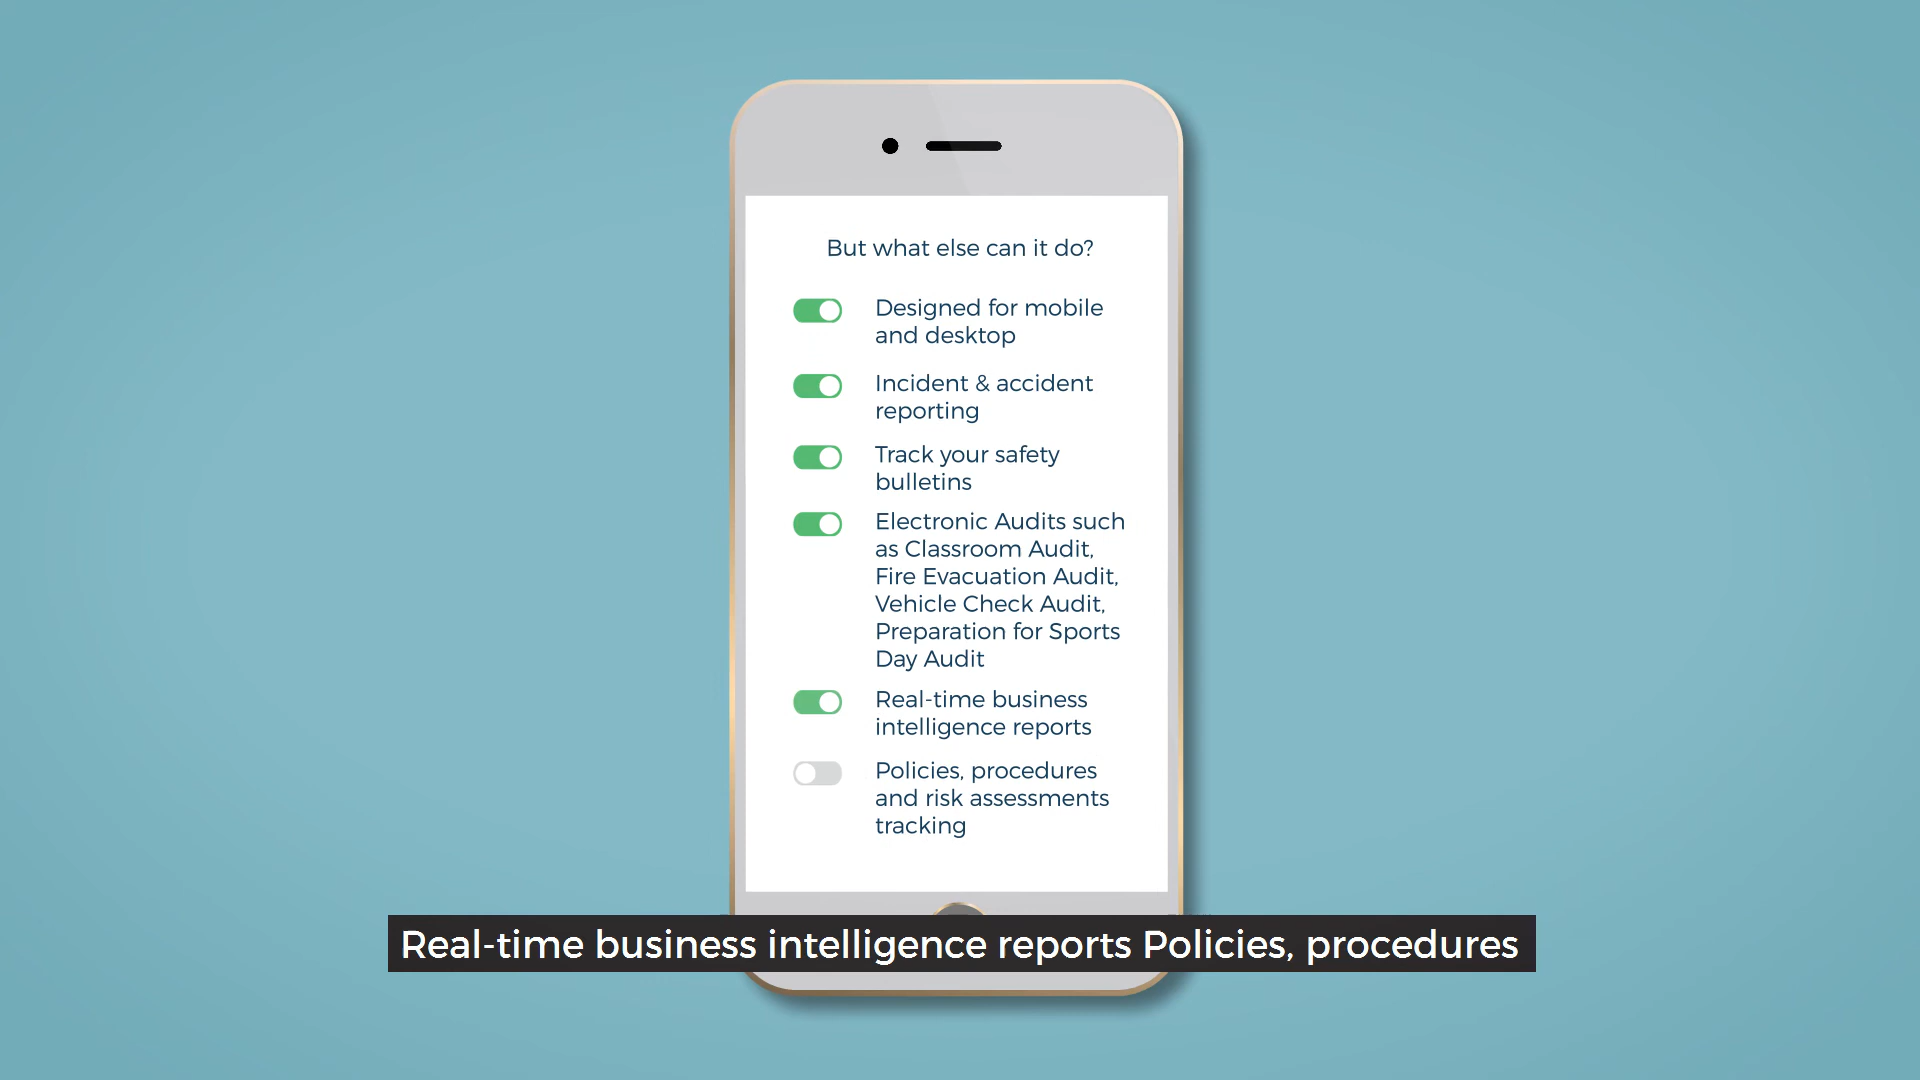 But what else can it do?
Designed for mobile
and desktop
Incident & accident
reporting
Track your safety
bulletins
Electronic Audits such
as Classroom Audit,
Fire Evacuation Audit,
Vehicle Check Audit,
Preparation for Sports
Day Audit
Real-time business
intelligence reports
Policies, procedures
and risk assessments
tracking
Real-time business intelligence reports Policies, procedures